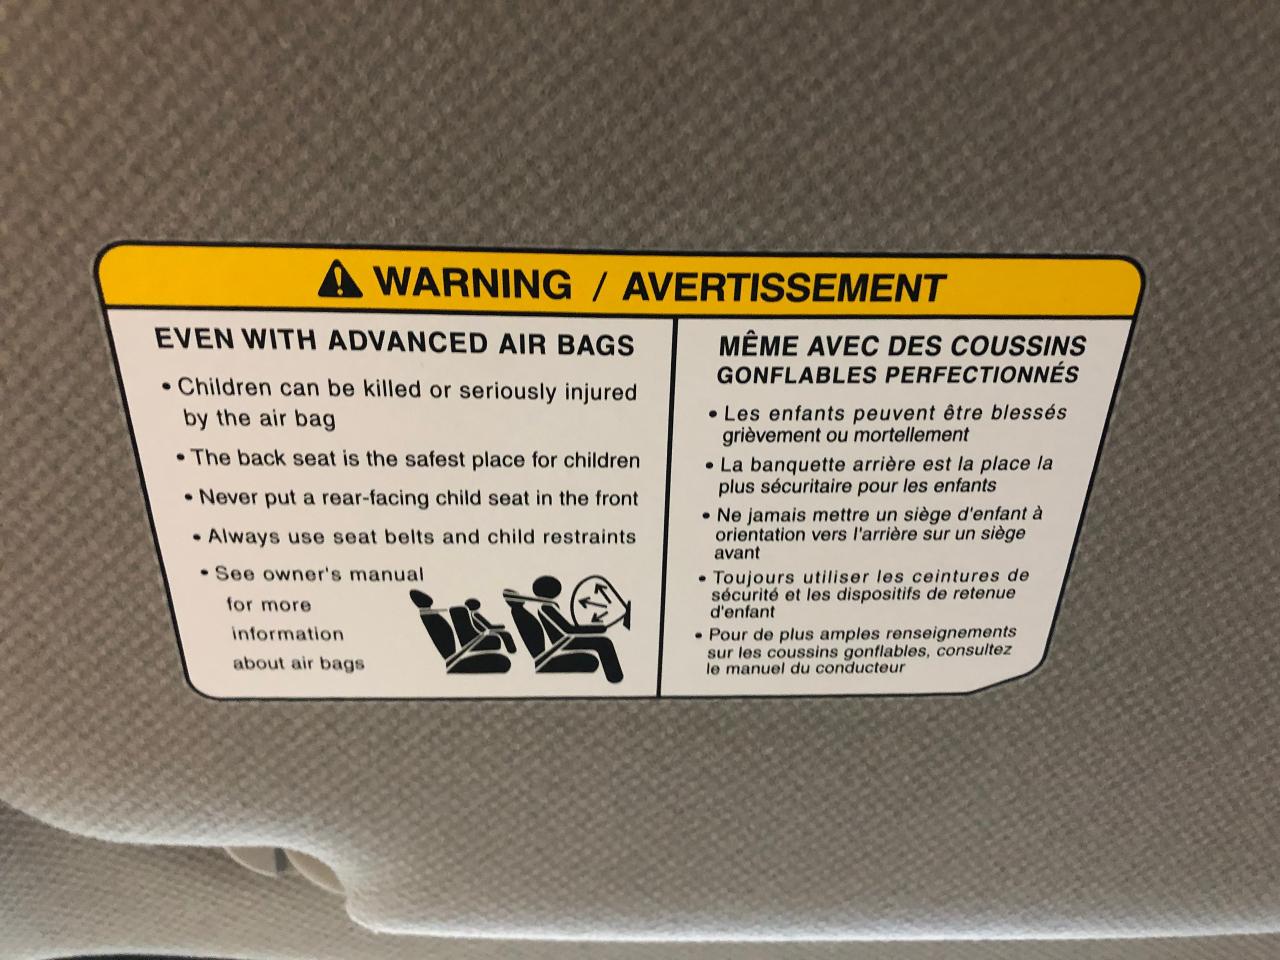 WARNING / AVERTISSEMENT
EVEN WITH ADVANCED AIR BAGS
• Children can be killed or seriously injured
by the air bag
• The back seat is the safest place for children
• Never put a rear-facing child seat in the front
• Always use seat belts and child restraints
• See owner's manual
for more
information
about air bags
MÊME AVEC DES COUSSINS
GONFLABLES PERFECTIONNÉS
• Les enfants peuvent être blessés
grièvement ou mortellement
• La banquette arrière est la place la
plus sécuritaire pour les enfants
• Ne jamais mettre un siège d'enfant à
orientation vers l'arrière sur un siège
avant
• Toujours utiliser les ceintures de
sécurité et les dispositifs de retenue
d'enfant
• Pour de plus amples renseignements
sur les coussins gonflables, consultez
le manuel du conducteur